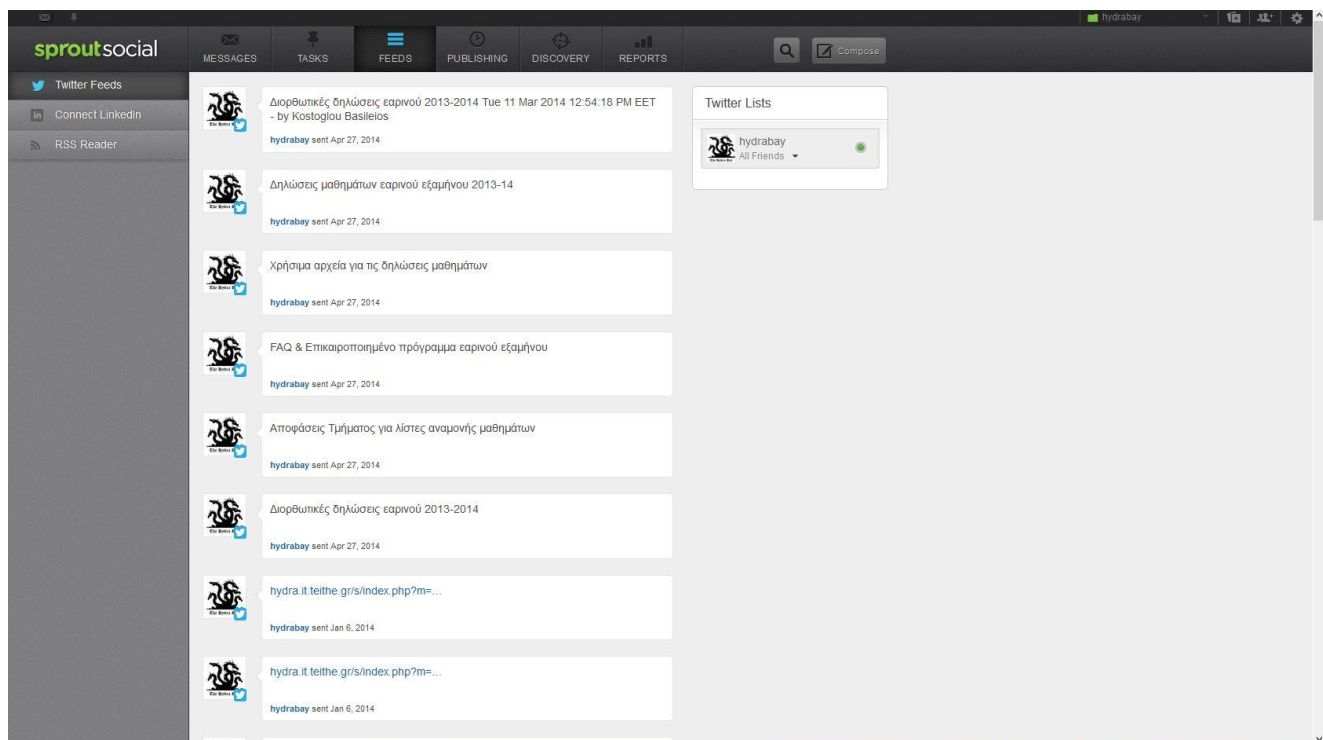 hydrabay
sproutsocial
MESSAGES
TASKS
FEEDS
PUBLISHING
DISCOVERY
REPORTS
Compose
Twitter Feeds
Connect LinkedIn
RSS Reader
Διορθωτικές δηλώσεις εαρινού 2013-2014 Tue 11 Mar 2014 12:54:18 PM EET
- by Kostoglou Basileios
hydrabay sent Apr 27, 2014
Δηλώσεις μαθημάτων εαρινού εξαμήνου 2013-14
hydrabay sent Apr 27, 2014
Χρήσιμα αρχεία για τις δηλώσεις μαθημάτων
hydrabay sent Apr 27, 2014
FAQ & Επικαιροποιημένο πρόγραμμα εαρινού εξαμήνου
hydrabay sent Apr 27, 2014
Αποφάσεις Τμήματος για λίστες αναμονής μαθημάτων
hydrabay sent Apr 27, 2014
Διορθωτικές δηλώσεις εαρινού 2013-2014
hydrabay sent Apr 27, 2014
hydra.it.teithe.gr/s/index.php?m=…
hydrabay sent Jan 6, 2014
hydra.it.teithe.gr/s/index.php?m=…
hydrabay sent Jan 6, 2014
Twitter Lists
hydrabay
All Friends